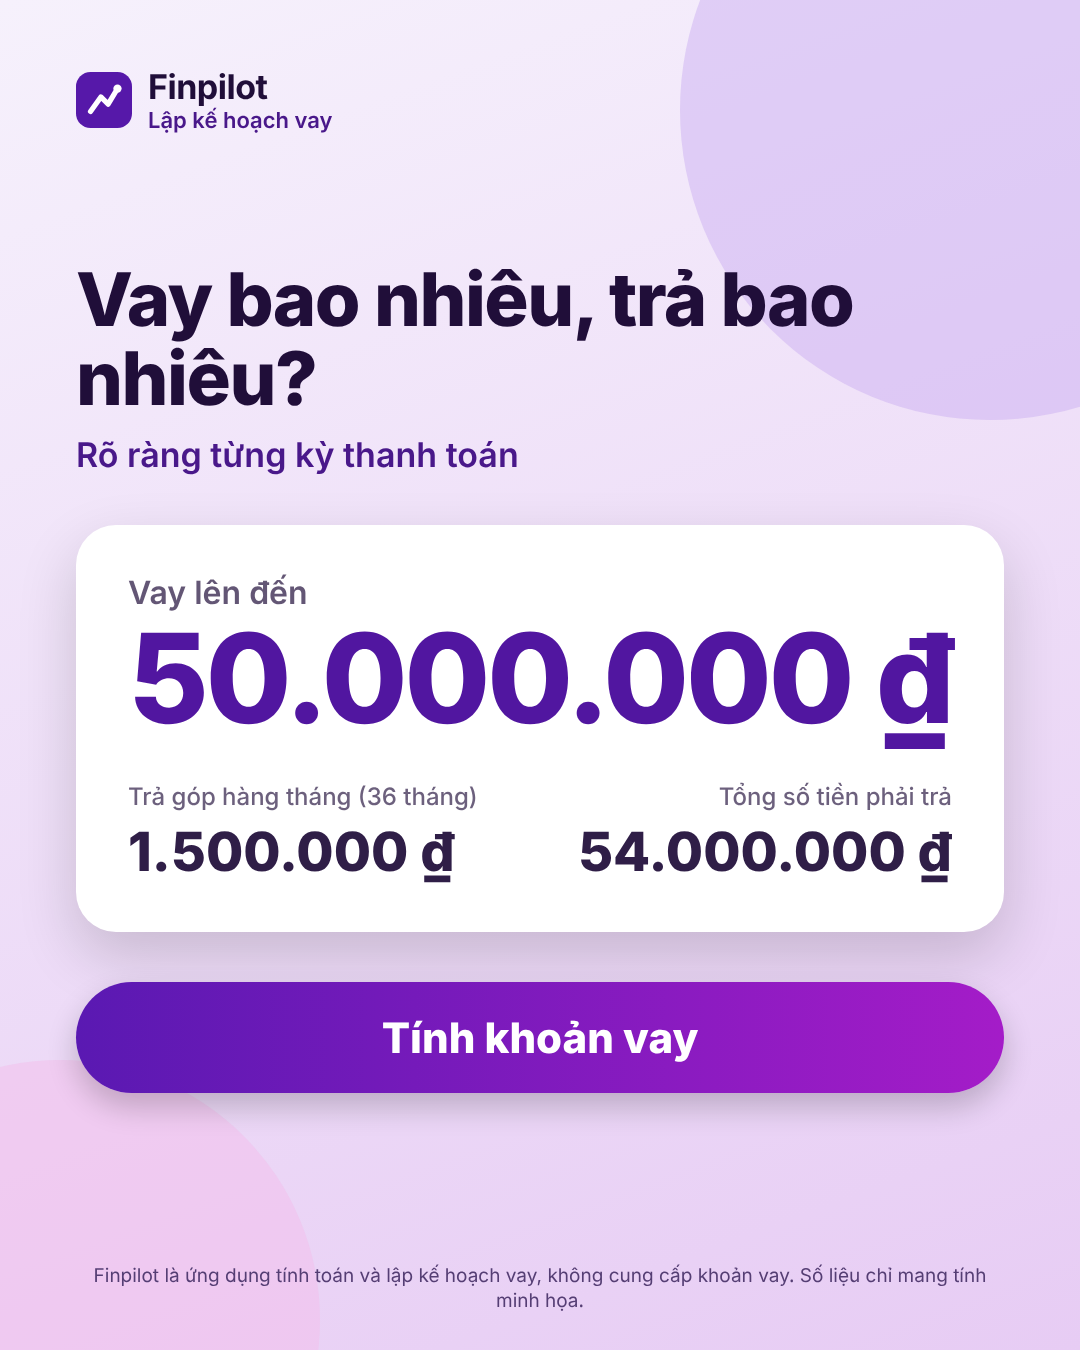 Finpilot
Lập kế hoạch vay
Vay bao nhiêu, trả bao
nhiêu?
Rõ ràng từng kỳ thanh toán
Vay lên đến
50.000.000 ₫
Trả góp hàng tháng (36 tháng)
1.500.000 ₫
Tổng số tiền phải trả
54.000.000 ₫
Tính khoản vay
Finpilot là ứng dụng tính toán và lập kế hoạch vay, không cung cấp khoản vay. Số liệu chỉ mang tính
minh họa.